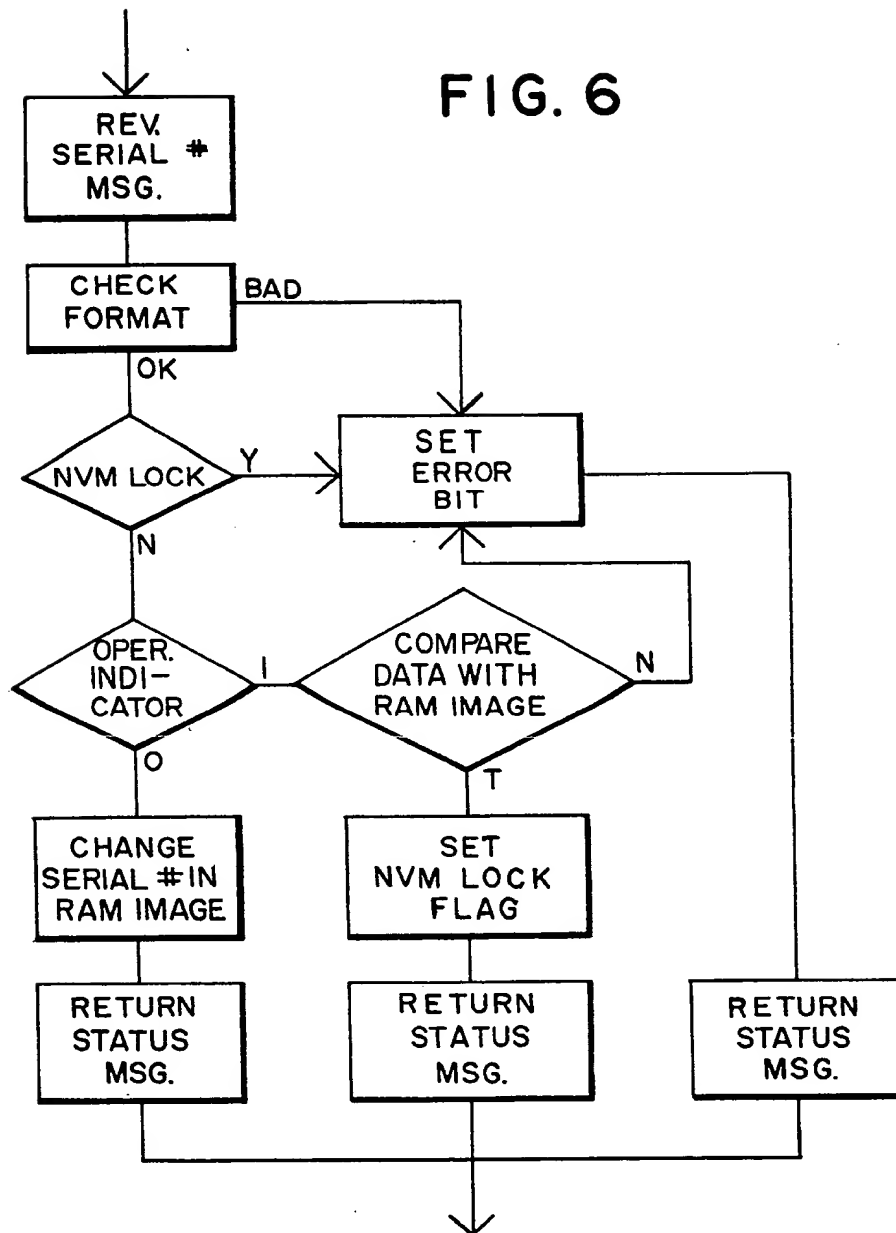 FIG. 6
REV.
SERIAL #
MSG.
CHECK
FORMAT
BAD
OK
NVM LOCK
Y
N
SET
ERROR
BIT
OPER.
INDI-
CATOR
I
O
COMPARE
DATA WITH
RAM IMAGE
N
T
CHANGE
SERIAL # IN
RAM IMAGE
SET
NVM LOCK
FLAG
RETURN
STATUS
MSG.
RETURN
STATUS
MSG.
RETURN
STATUS
MSG.